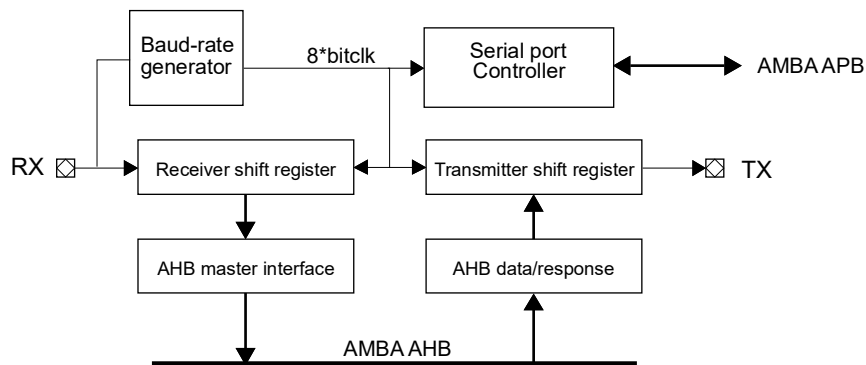 Baud-rate
generator
8*bitclk
Serial port
Controller
AMBA APB
RX
Receiver shift register
Transmitter shift register
TX
AHB master interface
AHB data/response
AMBA AHB